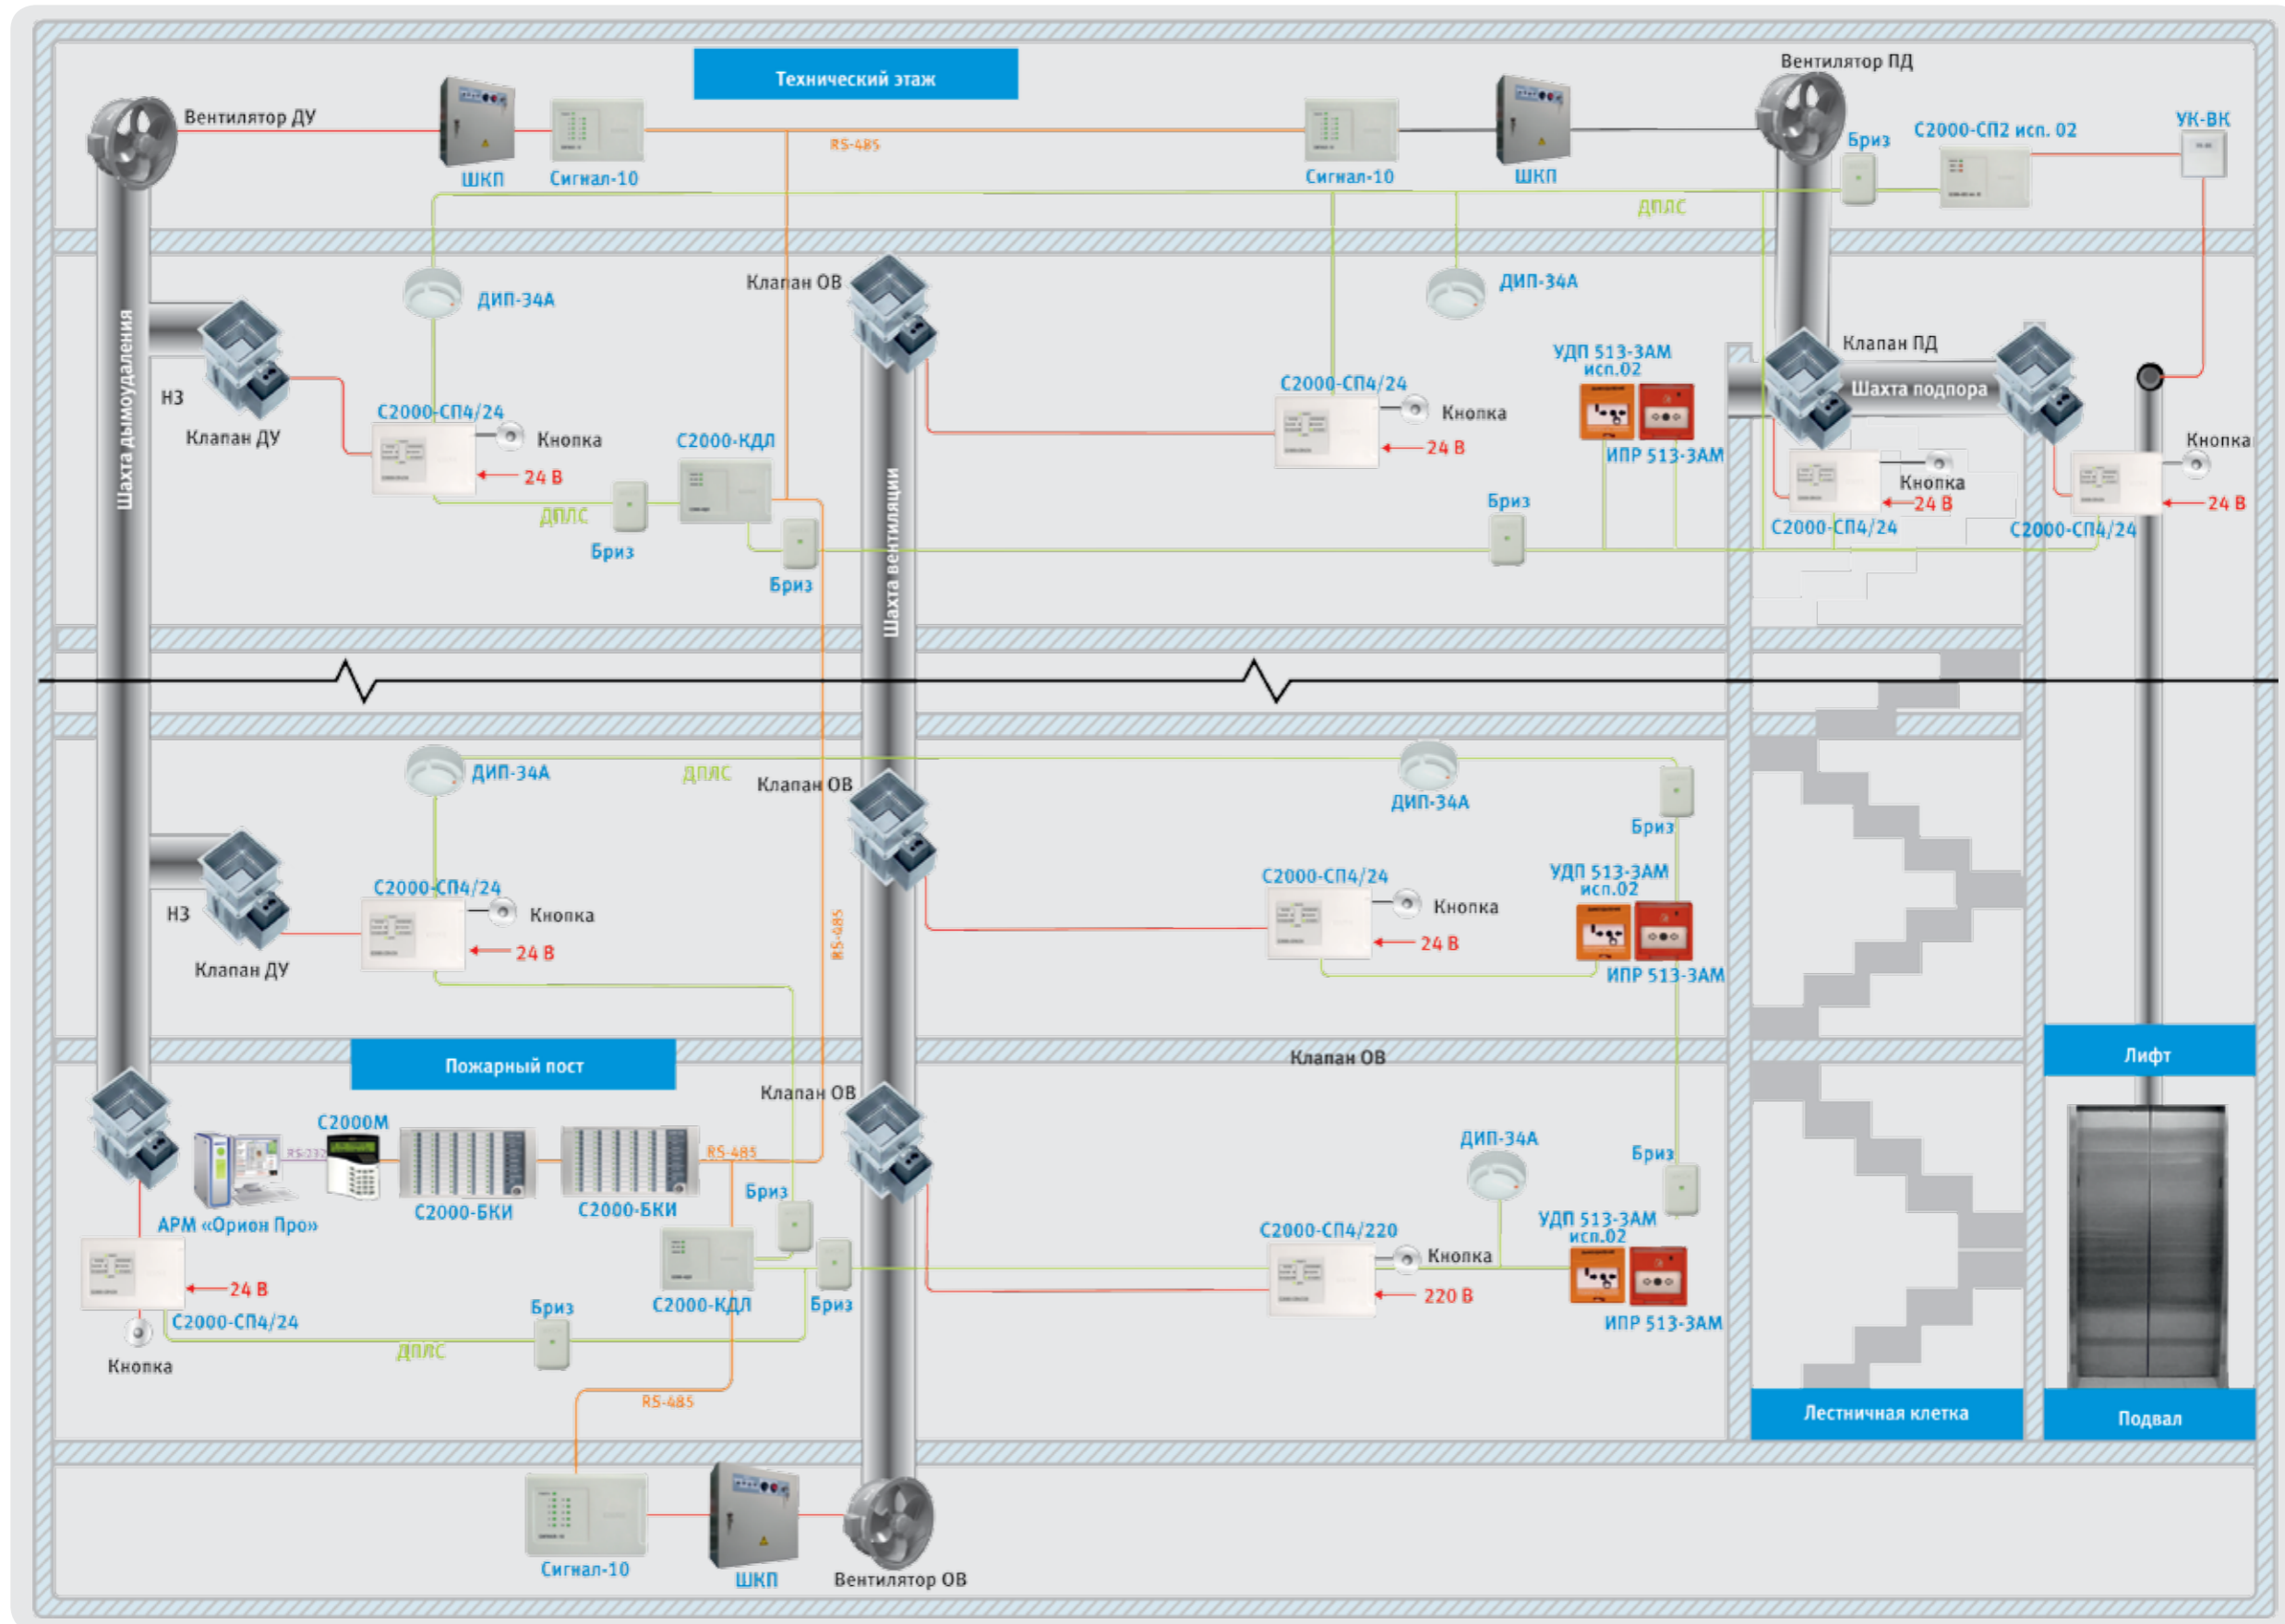 Технический этаж
Вентилятор ПД
Вентилятор ДУ
ШКП
Сигнал-10
RS-485
Сигнал-10
ШКП
Бриз
С2000-СП2 исп. 02
УК-ВК
ДПЛС
Шахта дымоудаления
Клапан ОВ
ДИП-34А
ДИП-34А
НЗ
Клапан ДУ
С2000-СП4/24
Кнопка
24 В
ДПЛС
Бриз
С2000-КДЛ
Бриз
Шахта вентиляции
С2000-СП4/24
Кнопка
24 В
УДП 513-3АМ
исп.02
ИПР 513-3АМ
Бриз
Клапан ПД
Шахта подпора
Кнопка
24 В
С2000-СП4/24
Кнопка
24 В
С2000-СП4/24
ДИП-34А
ДПЛС
Клапан ОВ
ДИП-34А
Бриз
НЗ
Клапан ДУ
С2000-СП4/24
Кнопка
24 В
RS-485
С2000-СП4/24
Кнопка
24 В
УДП 513-3АМ
исп.02
ИПР 513-3АМ
Пожарный пост
Клапан ОВ
Клапан ОВ
Лифт
С2000М
RS-232
АРМ «Орион Про»
С2000-БКИ
С2000-БКИ
RS-485
Бриз
С2000-КДЛ
Бриз
24 В
С2000-СП4/24
Кнопка
ДПЛС
Бриз
RS-485
С2000-СП4/220
Кнопка
220 В
ДИП-34А
Бриз
УДП 513-3АМ
исп.02
ИПР 513-3АМ
Лестничная клетка
Подвал
Сигнал-10
ШКП
Вентилятор ОВ